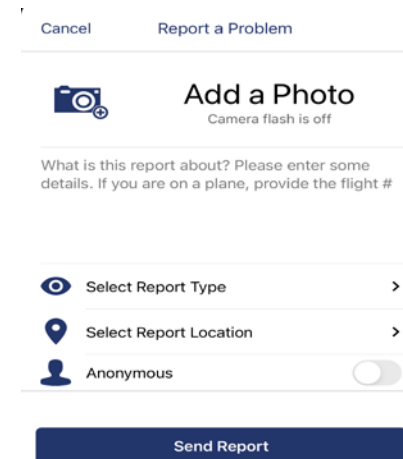 Cancel Report a Problem
Add a Photo
Camera flash is off
What is this report about? Please enter some
details. If you are on a plane, provide the flight #
Select Report Type
Select Report Location
Anonymous
Send Report